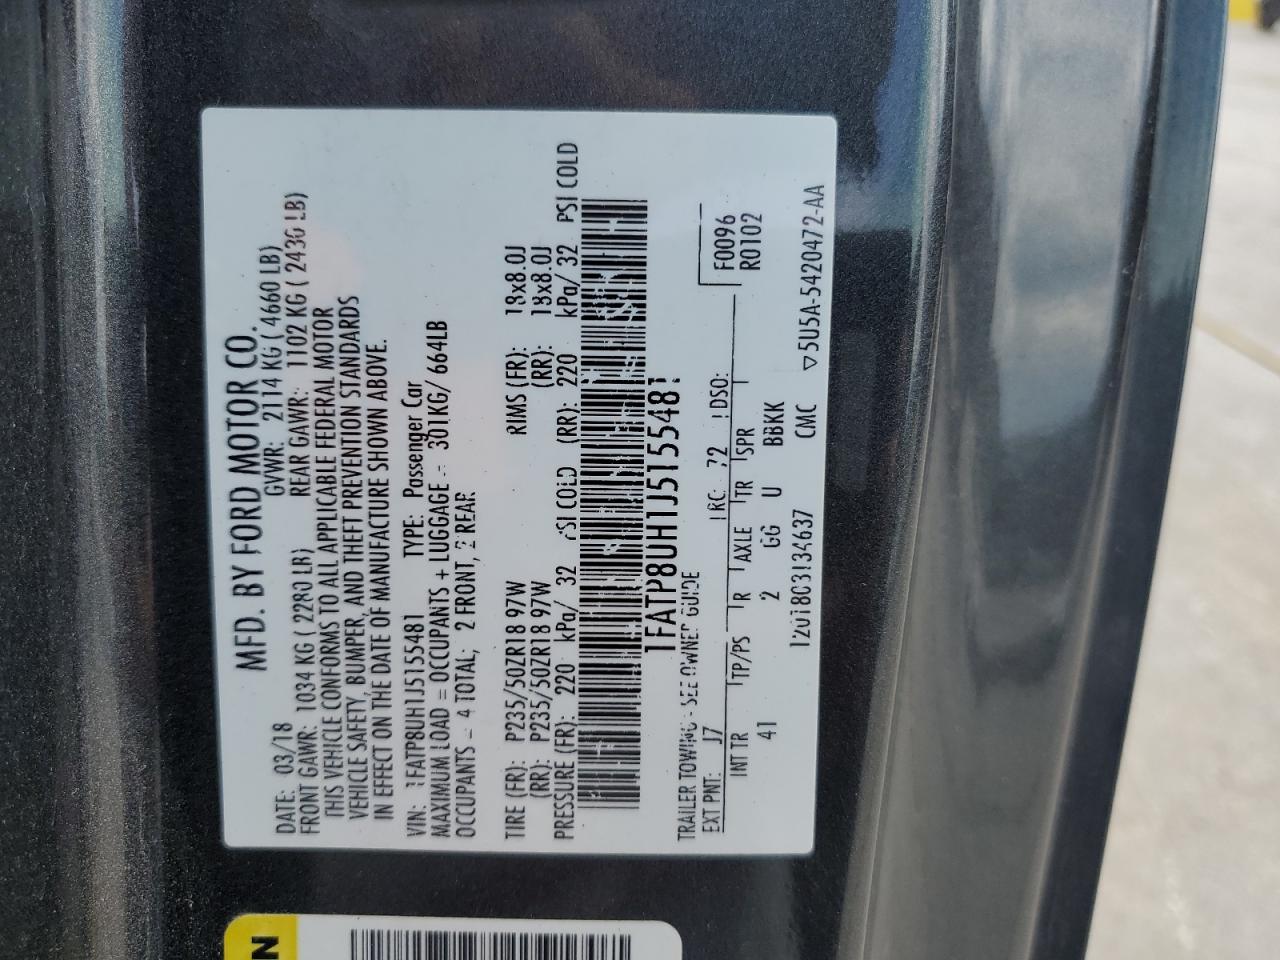 MFD. BY FORD MOTOR CO.
DATE: 03/18 GVWR: 2114 KG ( 4660 LB)
FRONT GAWR: 1034 KG ( 2280 LB) REAR GAWR: 1102 KG ( 2430 LB)
THIS VEHICLE CONFORMS TO ALL APPLICABLE FEDERAL MOTOR
VEHICLE SAFETY, BUMPER, AND THEFT PREVENTION STANDARDS
IN EFFECT ON THE DATE OF MANUFACTURE SHOWN ABOVE.
VIN: 1FATP8UH1J5155481 TYPE: Passenger Car
MAXIMUM LOAD = OCCUPANTS + LUGGAGE = 301KG/ 664LB
OCCUPANTS = 4 TOTAL, 2 FRONT, 2 REAR
TIRE (FR): P235/50ZR18 97W RIMS (FR): 18x8.0J
(RR): P235/50ZR18 97W (RR): 18x8.0J
PRESSURE (FR): 220 kPa/ 32 PSI COLD (RR): 220 kPa/ 32 PSI COLD
1FATP8UH1J5155481
TRAILER TOWING - SEE OWNER GUIDE
EXT PNT: J7 RC: 72 DSO: F0096
INT TR TP/PS R AXLE TR SPR R0102
41 2 GG U BBKK
1201803134637 CMC ▽5U5A-5420472-AA
N